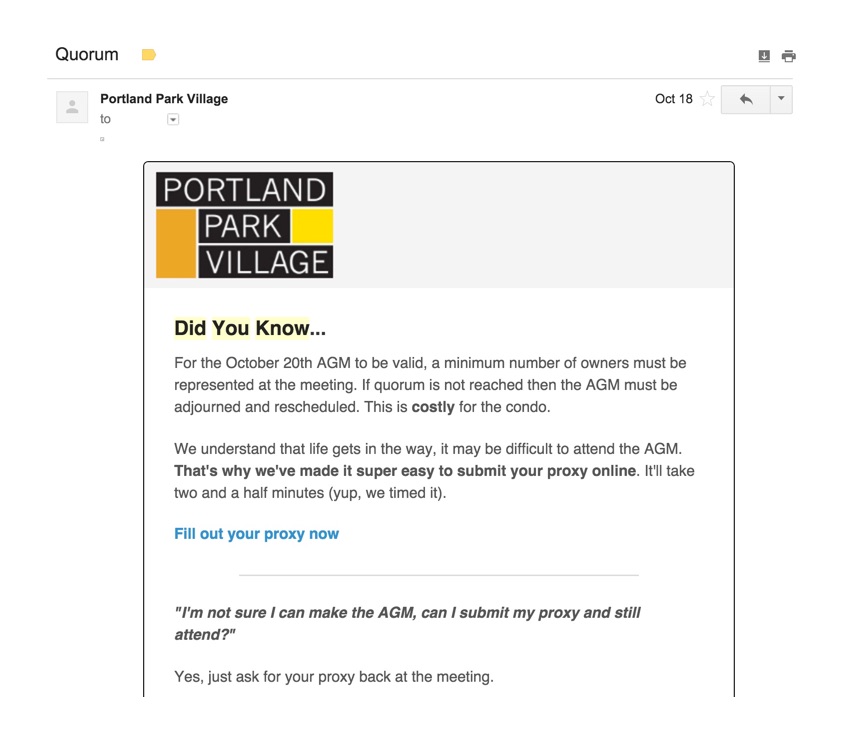 Quorum
Portland Park Village
Oct 18
to
PORTLAND
PARK
VILLAGE
Did You Know...
For the October 20th AGM to be valid, a minimum number of owners must be
represented at the meeting. If quorum is not reached then the AGM must be
adjourned and rescheduled. This is costly for the condo.
We understand that life gets in the way, it may be difficult to attend the AGM.
That's why we've made it super easy to submit your proxy online. It'll take
two and a half minutes (yup, we timed it).
Fill out your proxy now
"I'm not sure I can make the AGM, can I submit my proxy and still
attend?"
Yes, just ask for your proxy back at the meeting.